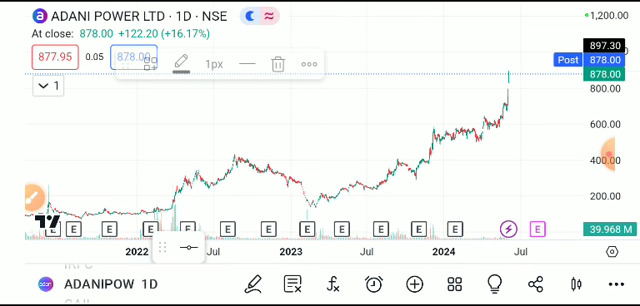 ADANI POWER LTD · 1D · NSE
At close: 878.00 +122.20 (+16.17%)
877.95 0.05 878.00
1px
1
1,200.00
897.30
Post 878.00
878.00
800.00
600.00
400.00
200.00
39.968 M
E E E E E E E E E E E E
2022 Jul 2023 Jul 2024 Jul
ADANIPOW 1D